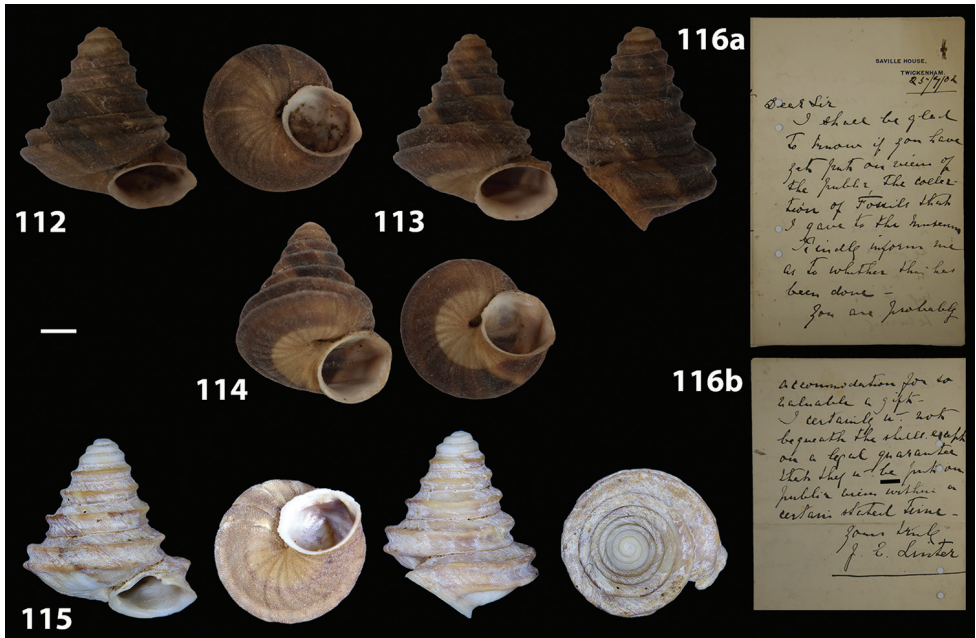 112
113
114
115
116a
SAVILLE HOUSE,
TWICKENHAM.
Dear Sir
I shall be glad
to know if you have
yet put on view of
the public, the collec-
tion of Fossils that
I gave to the Museum
Kindly inform me
as to whether this has
been done –
You are probably
116b
accommodation for so
valuable a gift –
I certainly w^d. not
bequeath the shells except
on a legal guarantee
that they w^d be put on
public view within a
certain stated time –
Yours truly
J. E. Linter